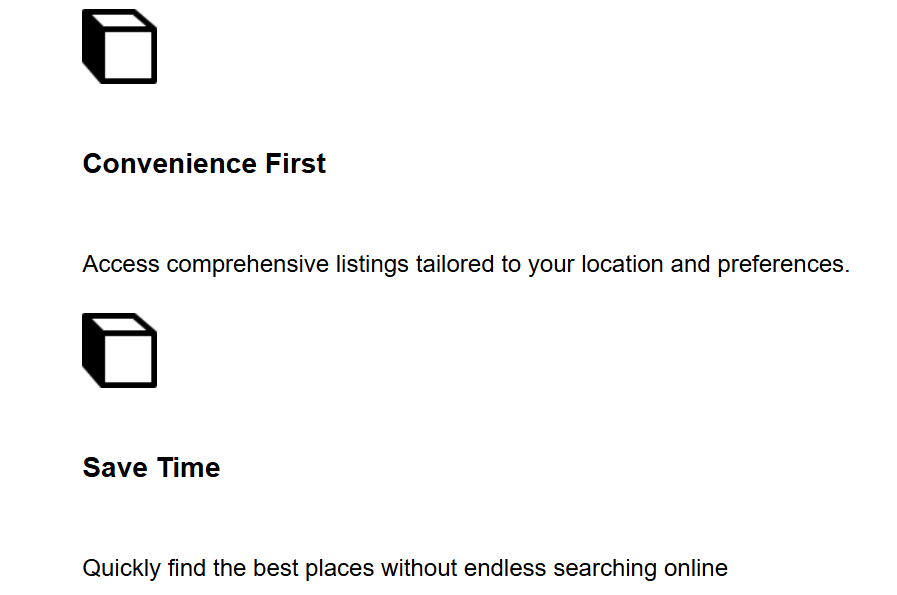 Convenience First
Access comprehensive listings tailored to your location and preferences.
Save Time
Quickly find the best places without endless searching online